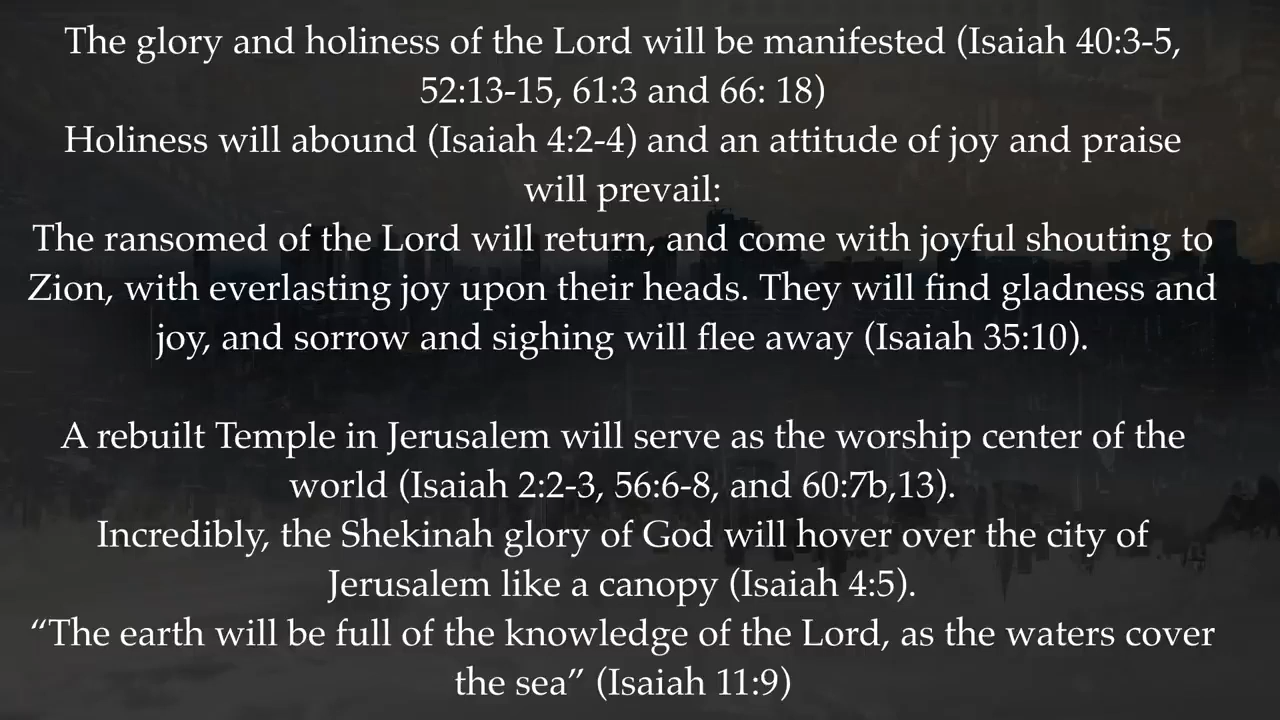 The glory and holiness of the Lord will be manifested (Isaiah 40:3-5,
52:13-15, 61:3 and 66: 18)
Holiness will abound (Isaiah 4:2-4) and an attitude of joy and praise
will prevail:
The ransomed of the Lord will return, and come with joyful shouting to
Zion, with everlasting joy upon their heads. They will find gladness and
joy, and sorrow and sighing will flee away (Isaiah 35:10).
A rebuilt Temple in Jerusalem will serve as the worship center of the
world (Isaiah 2:2-3, 56:6-8, and 60:7b,13).
Incredibly, the Shekinah glory of God will hover over the city of
Jerusalem like a canopy (Isaiah 4:5).
“The earth will be full of the knowledge of the Lord, as the waters cover
the sea” (Isaiah 11:9)